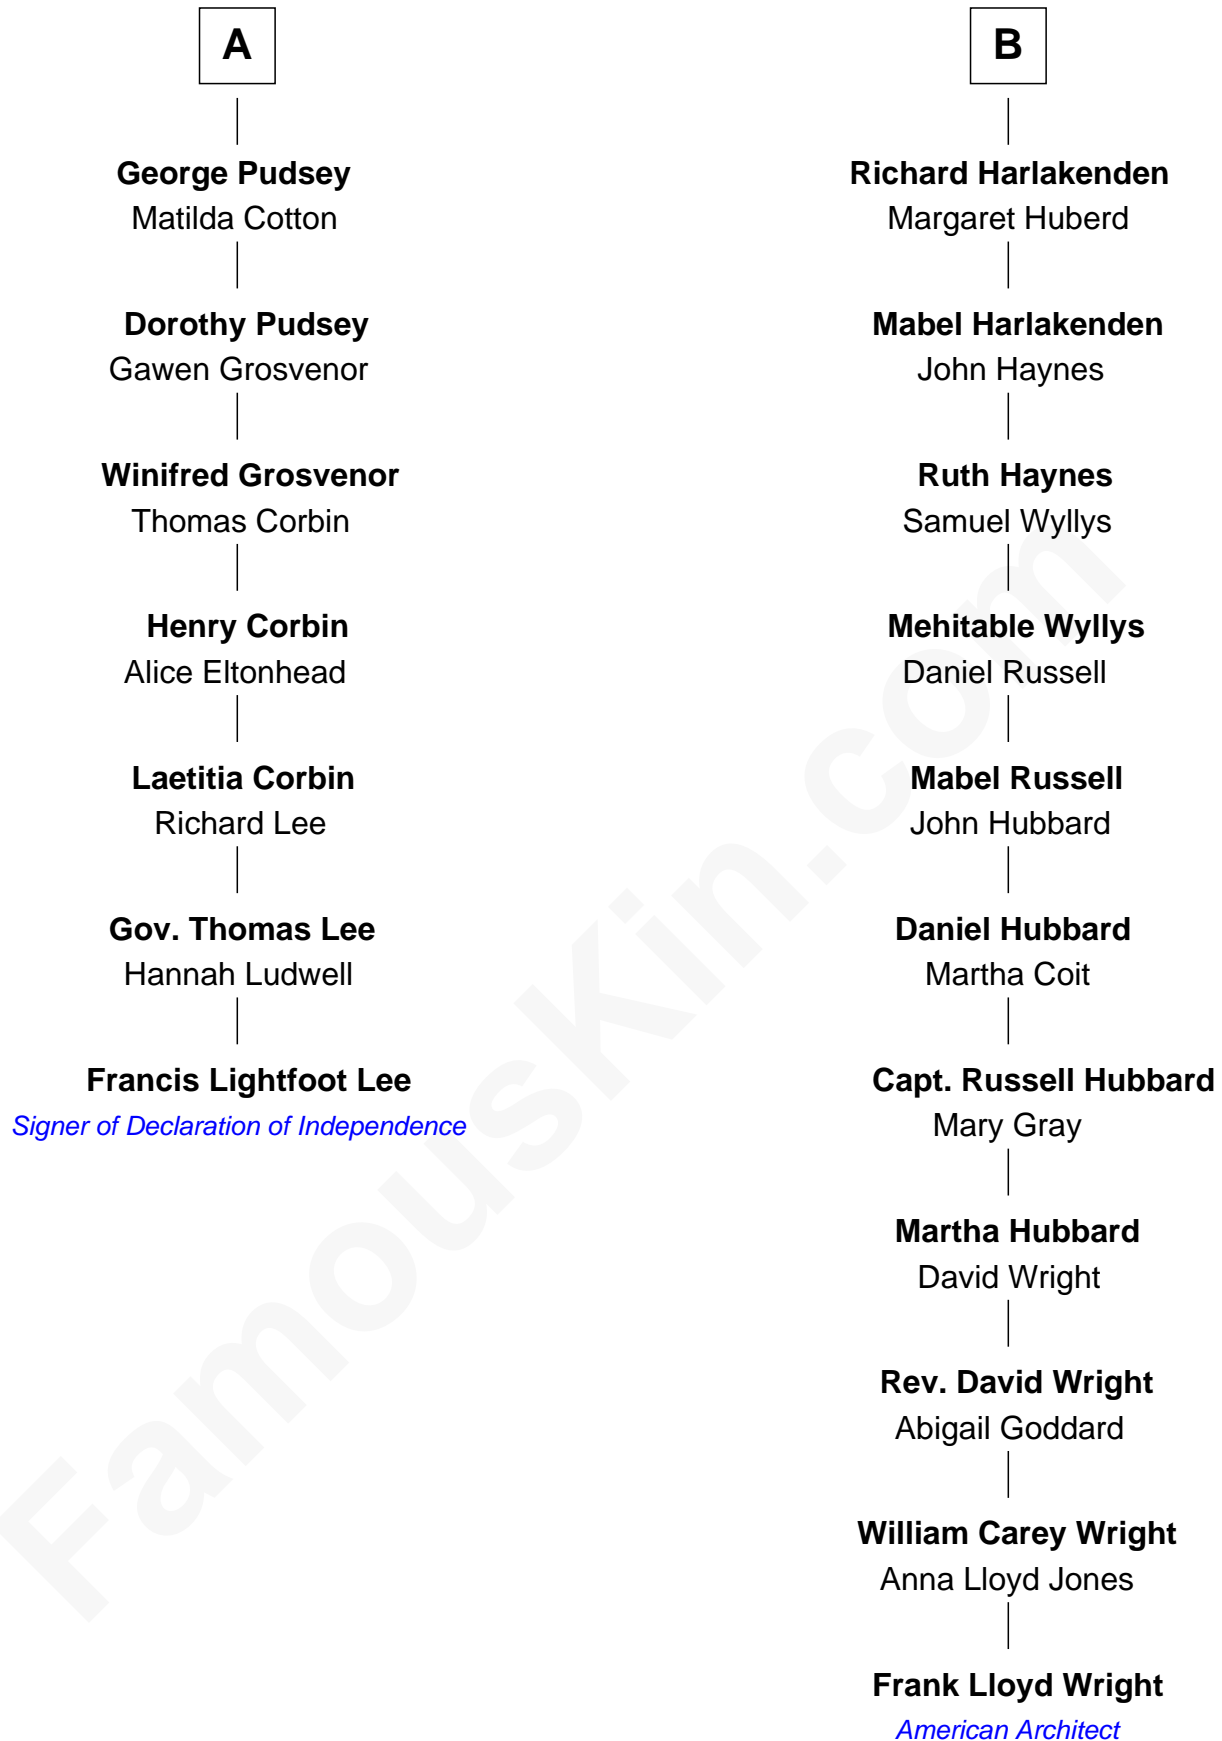 A
George Pudsey
Matilda Cotton
Dorothy Pudsey
Gawen Grosvenor
Winifred Grosvenor
Thomas Corbin
Henry Corbin
Alice Eltonhead
Laetitia Corbin
Richard Lee
Gov. Thomas Lee
Hannah Ludwell
Francis Lightfoot Lee
Signer of Declaration of Independence
B
Richard Harlakenden
Margaret Huberd
Mabel Harlakenden
John Haynes
Ruth Haynes
Samuel Wyllys
Mehitable Wyllys
Daniel Russell
Mabel Russell
John Hubbard
Daniel Hubbard
Martha Coit
Capt. Russell Hubbard
Mary Gray
Martha Hubbard
David Wright
Rev. David Wright
Abigail Goddard
William Carey Wright
Anna Lloyd Jones
Frank Lloyd Wright
American Architect
FamousKin.com